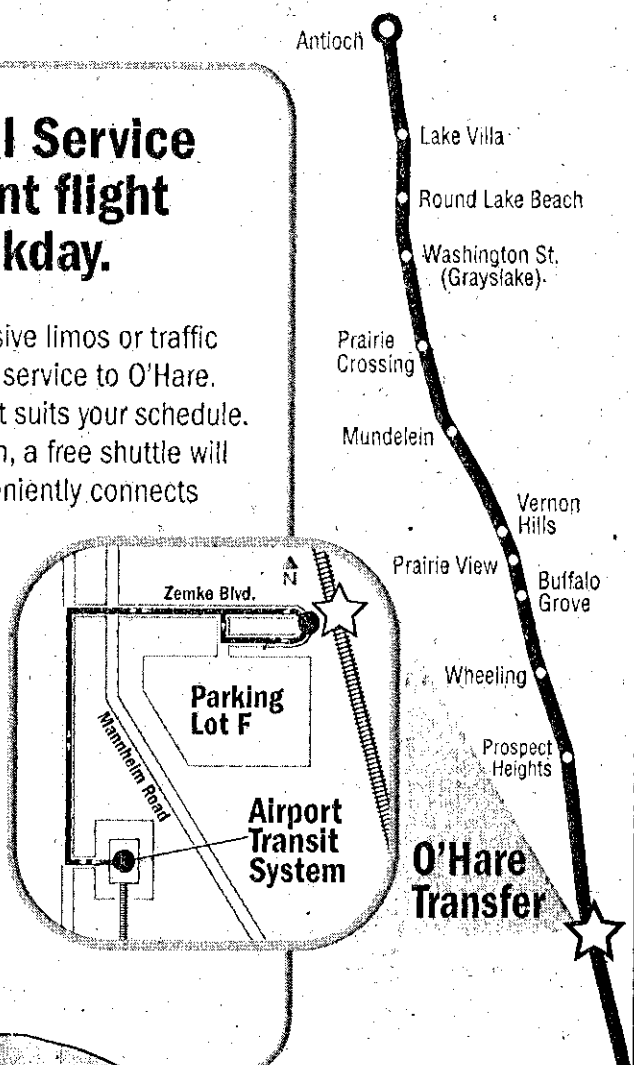 l Service
nt flight
kday.
sive limos or traffic
service to O'Hare.
t suits your schedule.
n, a free shuttle will
eniently connects
N
Zemke Blvd.
Parking
Lot F
Mannheim Road
Airport
Transit
System
Antioch
Lake Villa
Round Lake Beach
Washington St.
(Grayslake)
Prairie
Crossing
Mundelein
Vernon
Hills
Prairie View
Buffalo
Grove
Wheeling
Prospect
Heights
O'Hare
Transfer